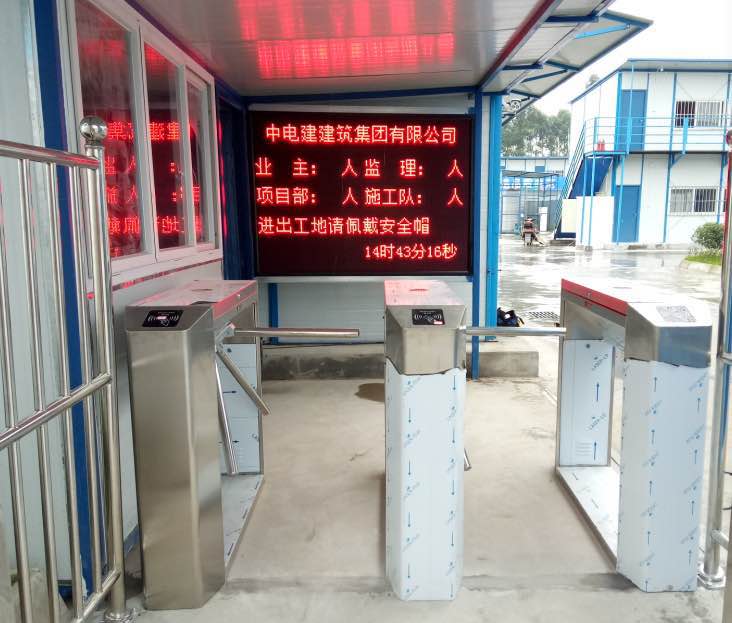 中电建建筑集团有限公司
业 主: 人 监 理: 人
项目部: 人 施工队: 人
进出工地请佩戴安全帽
14时43分16秒